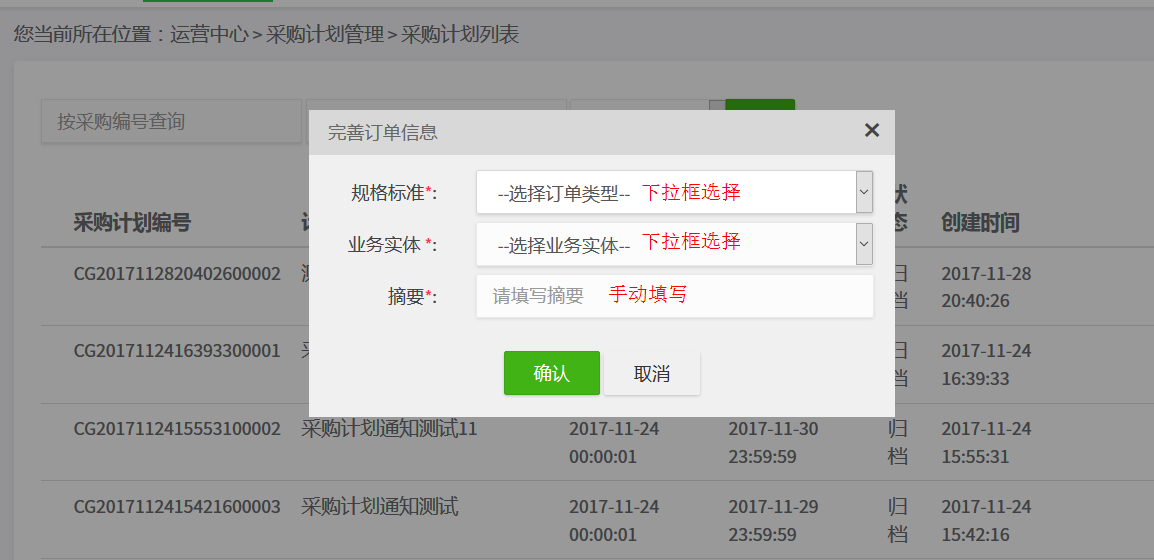 您当前所在位置：运营中心 > 采购计划管理 > 采购计划列表
按采购编号查询
完善订单信息 ×
规格标准*: --选择订单类型-- 下拉框选择
业务实体 *: --选择业务实体-- 下拉框选择
摘要*: 请填写摘要 手动填写
确认 取消
采购计划编号 状态 创建时间
CG2017112820402600002 归档 2017-11-28 20:40:26
CG2017112416393300001 归档 2017-11-24 16:39:33
CG2017112415553100002 采购计划通知测试11 2017-11-24 00:00:01 2017-11-30 23:59:59 归档 2017-11-24 15:55:31
CG2017112415421600003 采购计划通知测试 2017-11-24 00:00:01 2017-11-29 23:59:59 归档 2017-11-24 15:42:16